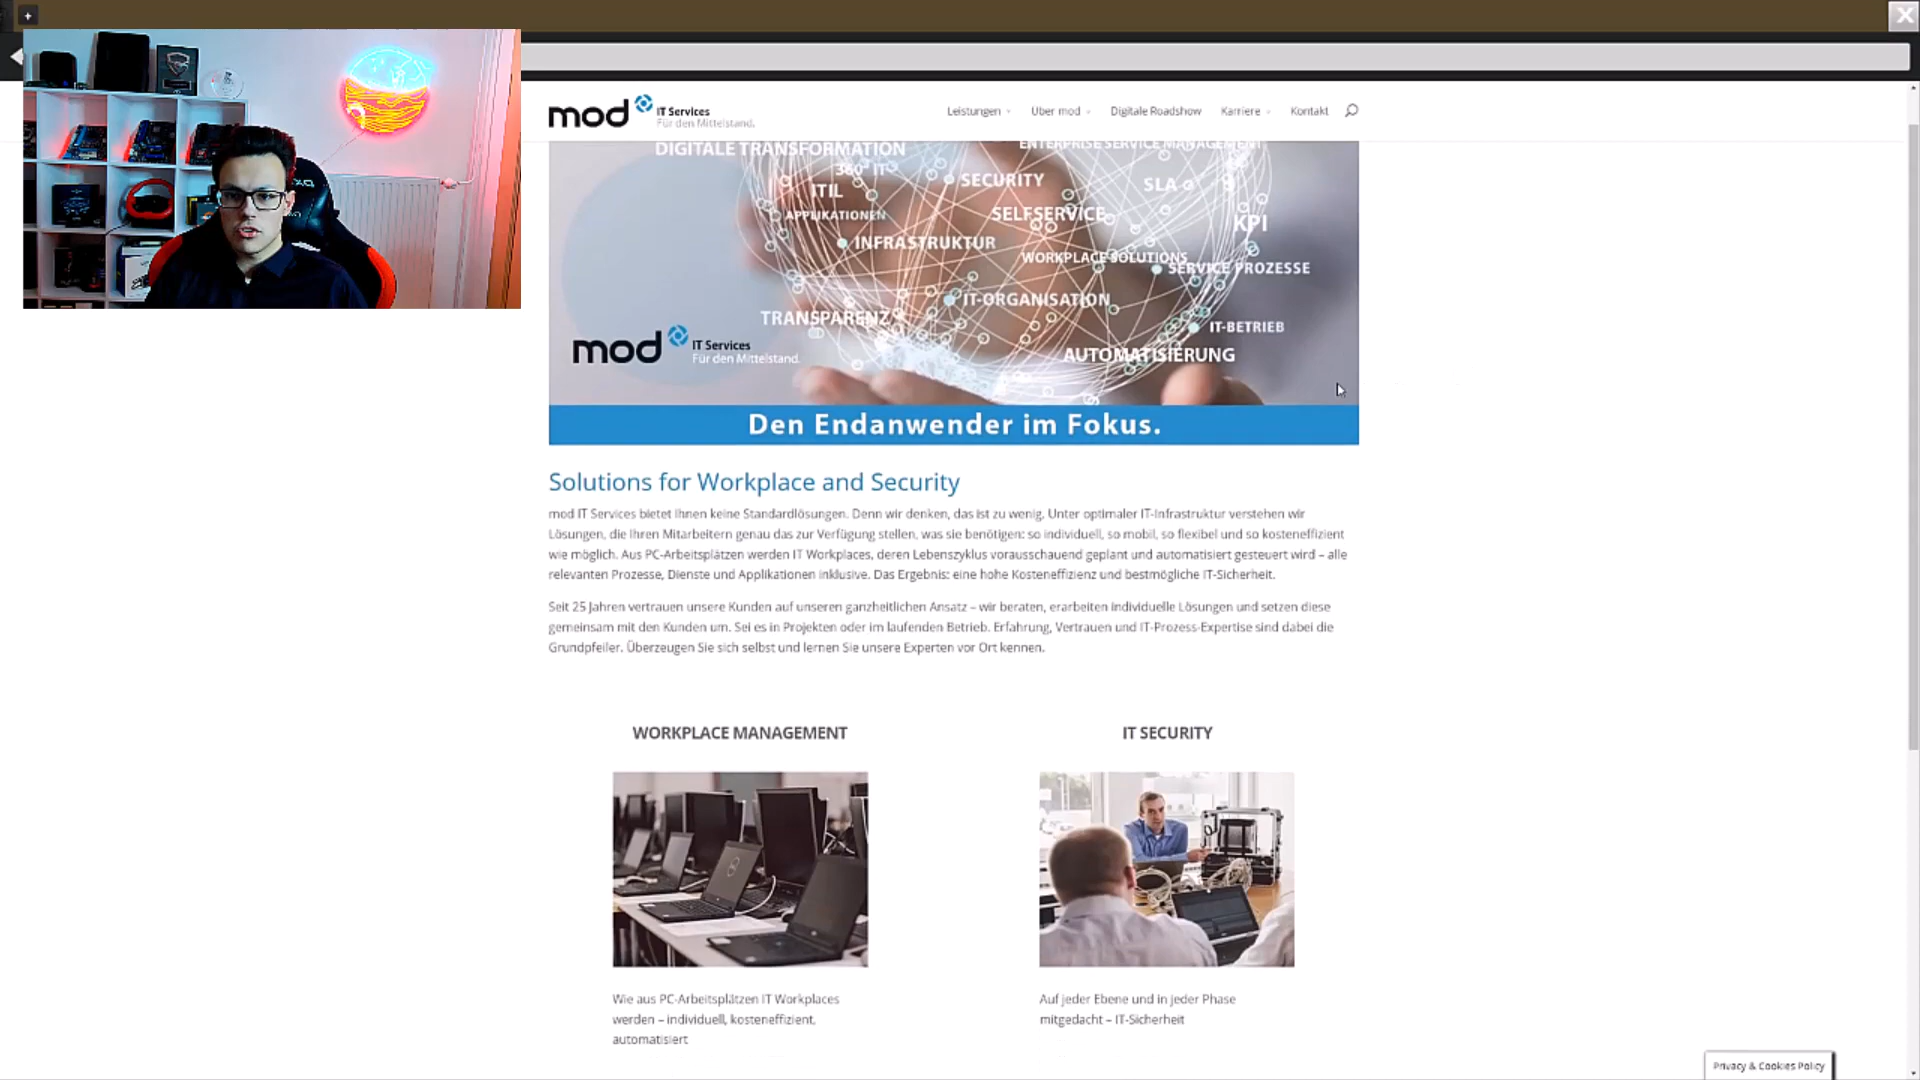 mod IT Services
Für den Mittelstand.
Leistungen
Über mod
Digitale Roadshow
Karriere
Kontakt
DIGITALE TRANSFORMATION
ENTERPRISE SERVICE MANAGEMENT
360° IT
SECURITY
ITIL
SLA
APPLIKATIONEN
SELFSERVICE
KPI
INFRASTRUKTUR
WORKPLACE SOLUTIONS
SERVICE PROZESSE
IT-ORGANISATION
TRANSPARENZ
IT-BETRIEB
mod IT Services
Für den Mittelstand.
AUTOMATISIERUNG
Den Endanwender im Fokus.
Solutions for Workplace and Security
mod IT Services bietet Ihnen keine Standardlösungen. Denn wir denken, das ist zu wenig. Unter optimaler IT-Infrastruktur verstehen wir
Lösungen, die Ihren Mitarbeitern genau das zur Verfügung stellen, was sie benötigen: so individuell, so mobil, so flexibel und so kosteneffizient
wie möglich. Aus PC-Arbeitsplätzen werden IT Workplaces, deren Lebenszyklus vorausschauend geplant und automatisiert gesteuert wird – alle
relevanten Prozesse, Dienste und Applikationen inklusive. Das Ergebnis: eine hohe Kosteneffizienz und bestmögliche IT-Sicherheit.
Seit 25 Jahren vertrauen unsere Kunden auf unseren ganzheitlichen Ansatz – wir beraten, erarbeiten individuelle Lösungen und setzen diese
gemeinsam mit den Kunden um. Sei es in Projekten oder im laufenden Betrieb. Erfahrung, Vertrauen und IT-Prozess-Expertise sind dabei die
Grundpfeiler. Überzeugen Sie sich selbst und lernen Sie unsere Experten vor Ort kennen.
WORKPLACE MANAGEMENT
IT SECURITY
Wie aus PC-Arbeitsplätzen IT Workplaces
werden – individuell, kosteneffizient,
automatisiert
Auf jeder Ebene und in jeder Phase
mitgedacht – IT-Sicherheit
Privacy & Cookies Policy